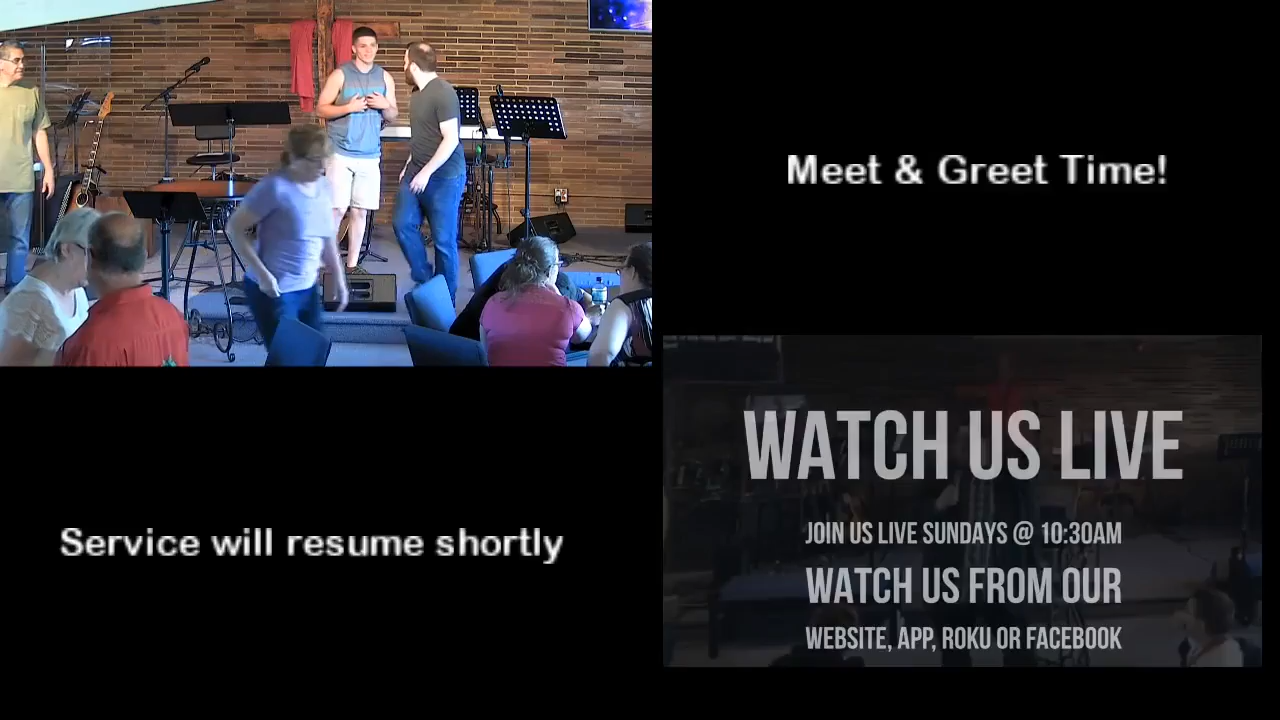 Meet & Greet Time!
Service will resume shortly
WATCH US LIVE
JOIN US LIVE SUNDAYS @ 10:30AM
WATCH US FROM OUR
WEBSITE, APP, ROKU OR FACEBOOK